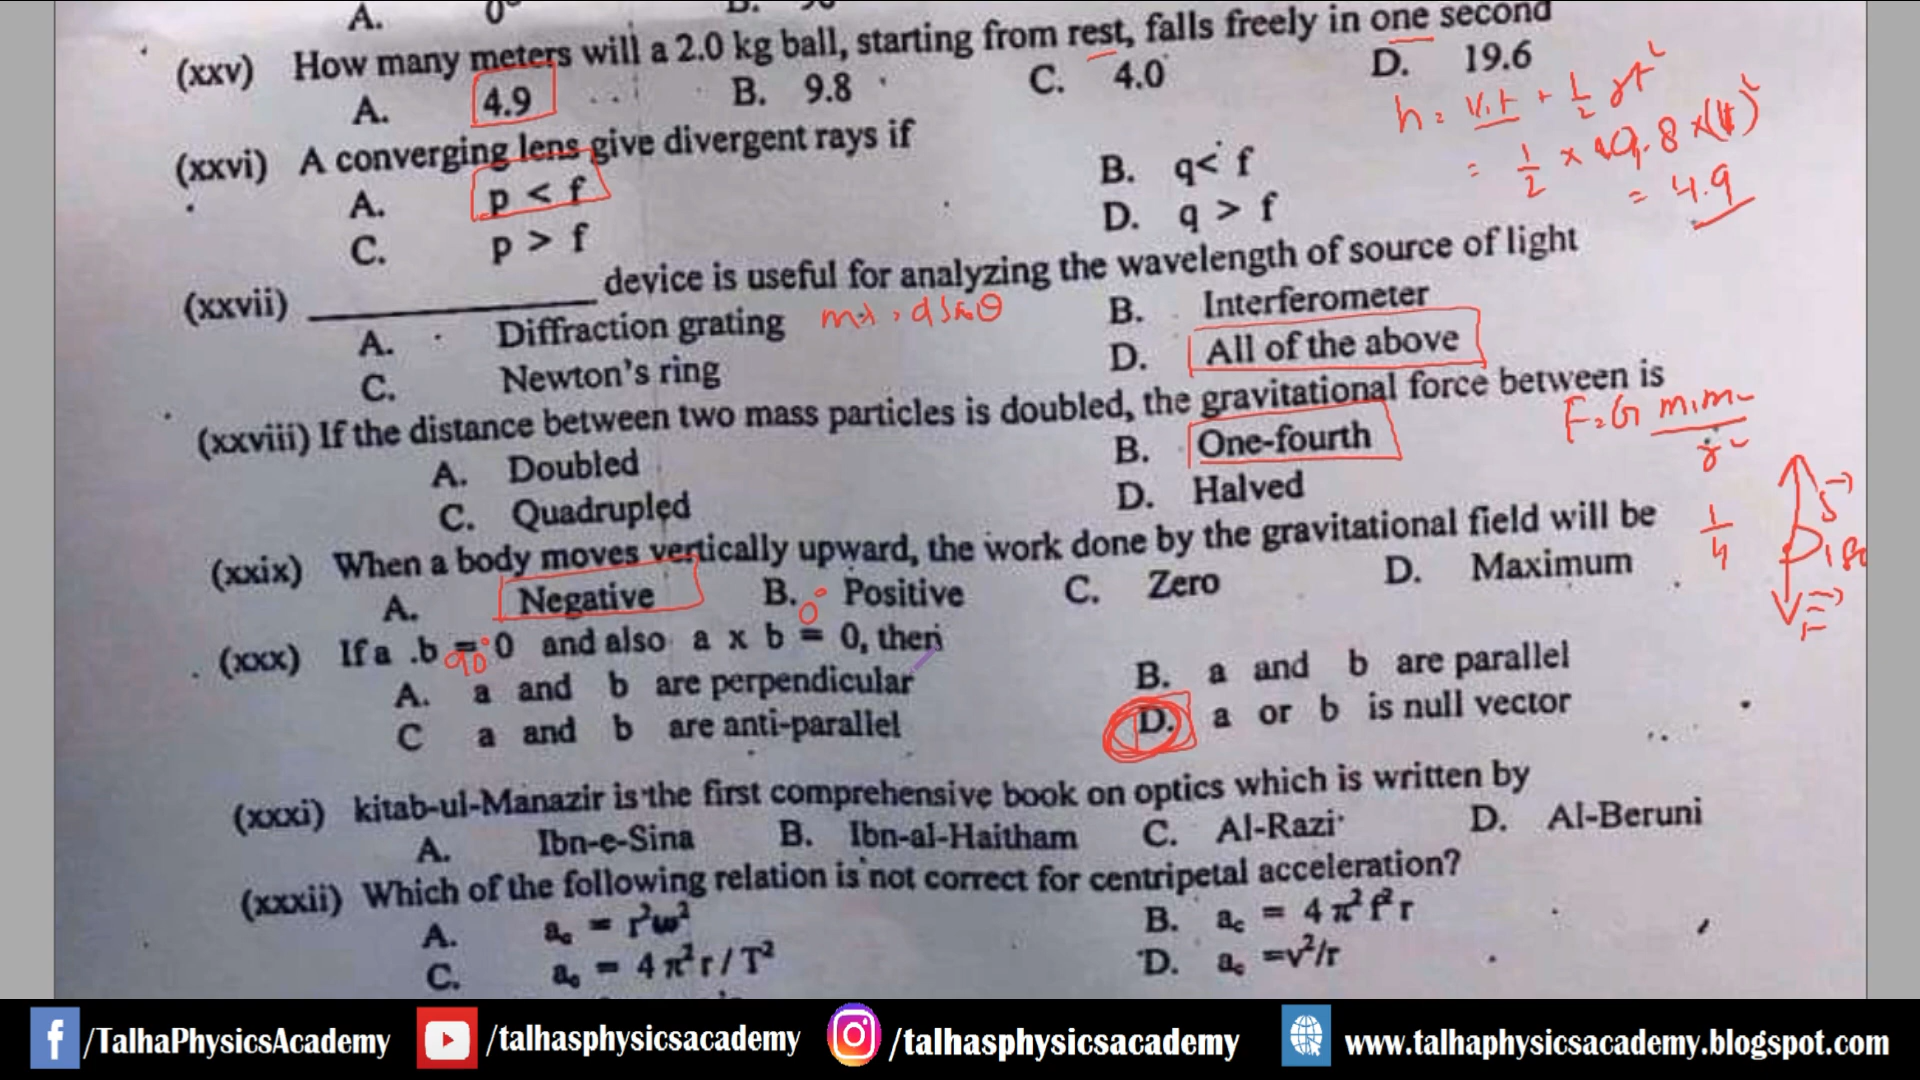 A. 0° B. 90
(xxv) How many meters will a 2.0 kg ball, starting from rest, falls freely in one second
A. 4.9 B. 9.8 C. 4.0 D. 19.6
h = Vit + 1/2 gt²
= 1/2 × 9.8 × (1)²
= 4.9
(xxvi) A converging lens give divergent rays if
A. p < f B. q < f
C. p > f D. q > f
(xxvii) ____________ device is useful for analyzing the wavelength of source of light
A. Diffraction grating mλ = d sinθ B. Interferometer
C. Newton's ring D. All of the above
(xxviii) If the distance between two mass particles is doubled, the gravitational force between is
F = G m1m2/r²
A. Doubled B. One-fourth
C. Quadrupled D. Halved
1/4
(xxix) When a body moves vertically upward, the work done by the gravitational field will be
A. Negative B. Positive C. Zero D. Maximum
(xxx) If a .b = 0 and also a x b = 0, then
90° 0°
A. a and b are perpendicular B. a and b are parallel
C a and b are anti-parallel D. a or b is null vector
(xxxi) kitab-ul-Manazir is the first comprehensive book on optics which is written by
A. Ibn-e-Sina B. Ibn-al-Haitham C. Al-Razi D. Al-Beruni
(xxxii) Which of the following relation is not correct for centripetal acceleration?
A. ac = r²ω² B. ac = 4π²f²r
C. ac = 4π²r/T² D. ac =v²/r
/TalhaPhysicsAcademy /talhasphysicsacademy /talhasphysicsacademy www.talhaphysicsacademy.blogspot.com